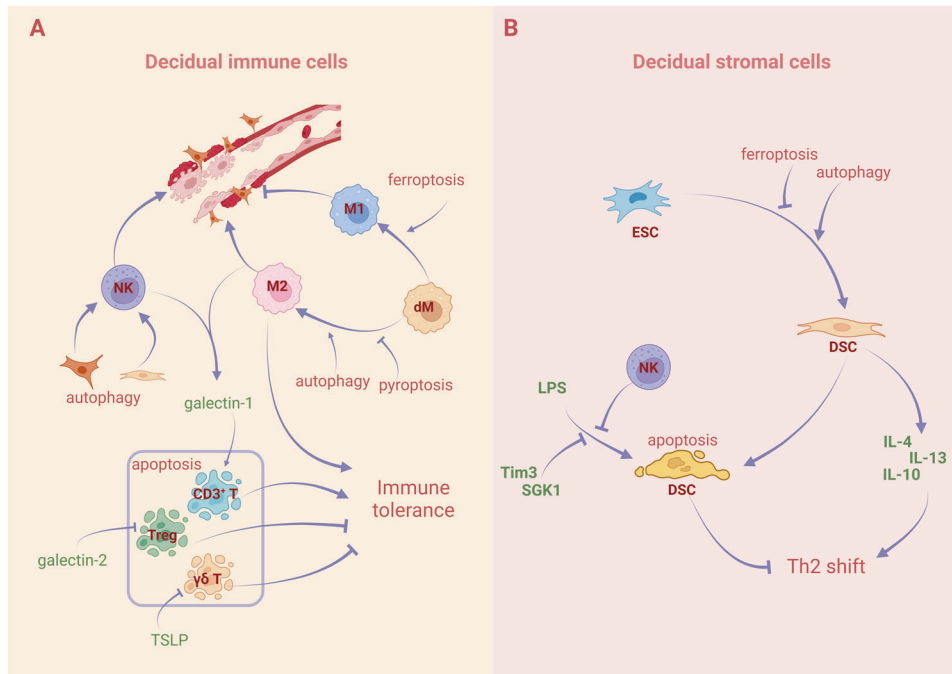 A
Decidual immune cells
ferroptosis
M1
NK
M2
dM
autophagy
autophagy
pyroptosis
galectin-1
apoptosis
CD3⁺ T
Treg
γδ T
galectin-2
TSLP
Immune
tolerance
B
Decidual stromal cells
ferroptosis
autophagy
ESC
DSC
NK
LPS
apoptosis
Tim3
SGK1
DSC
IL-4
IL-13
IL-10
Th2 shift